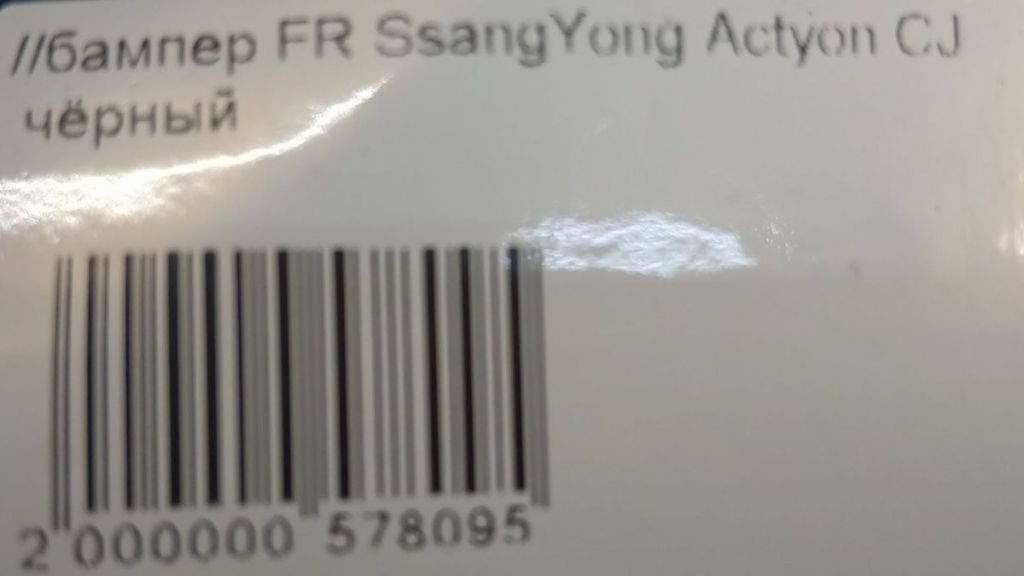 //бампер FR SsangYong Actyon CJ
чёрный
2 000000 578095